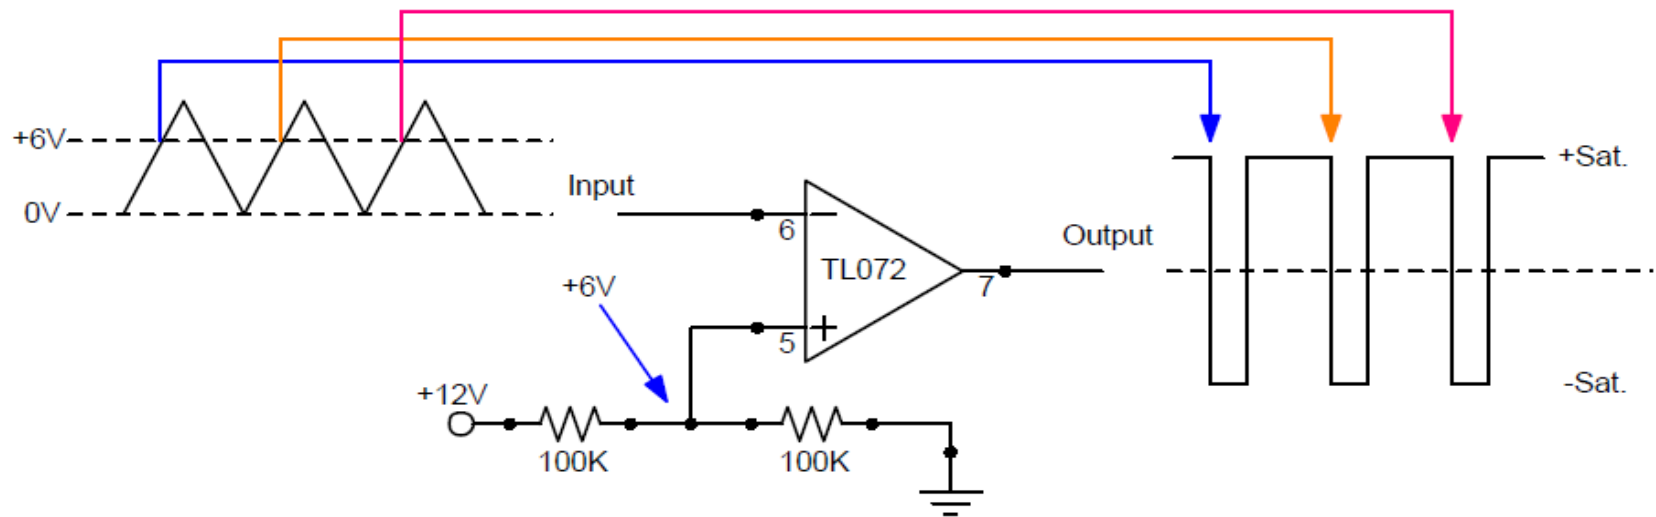 +6V
0V
Input
6
TL072
7
5
+6V
+12V
100K
100K
Output
+Sat.
-Sat.